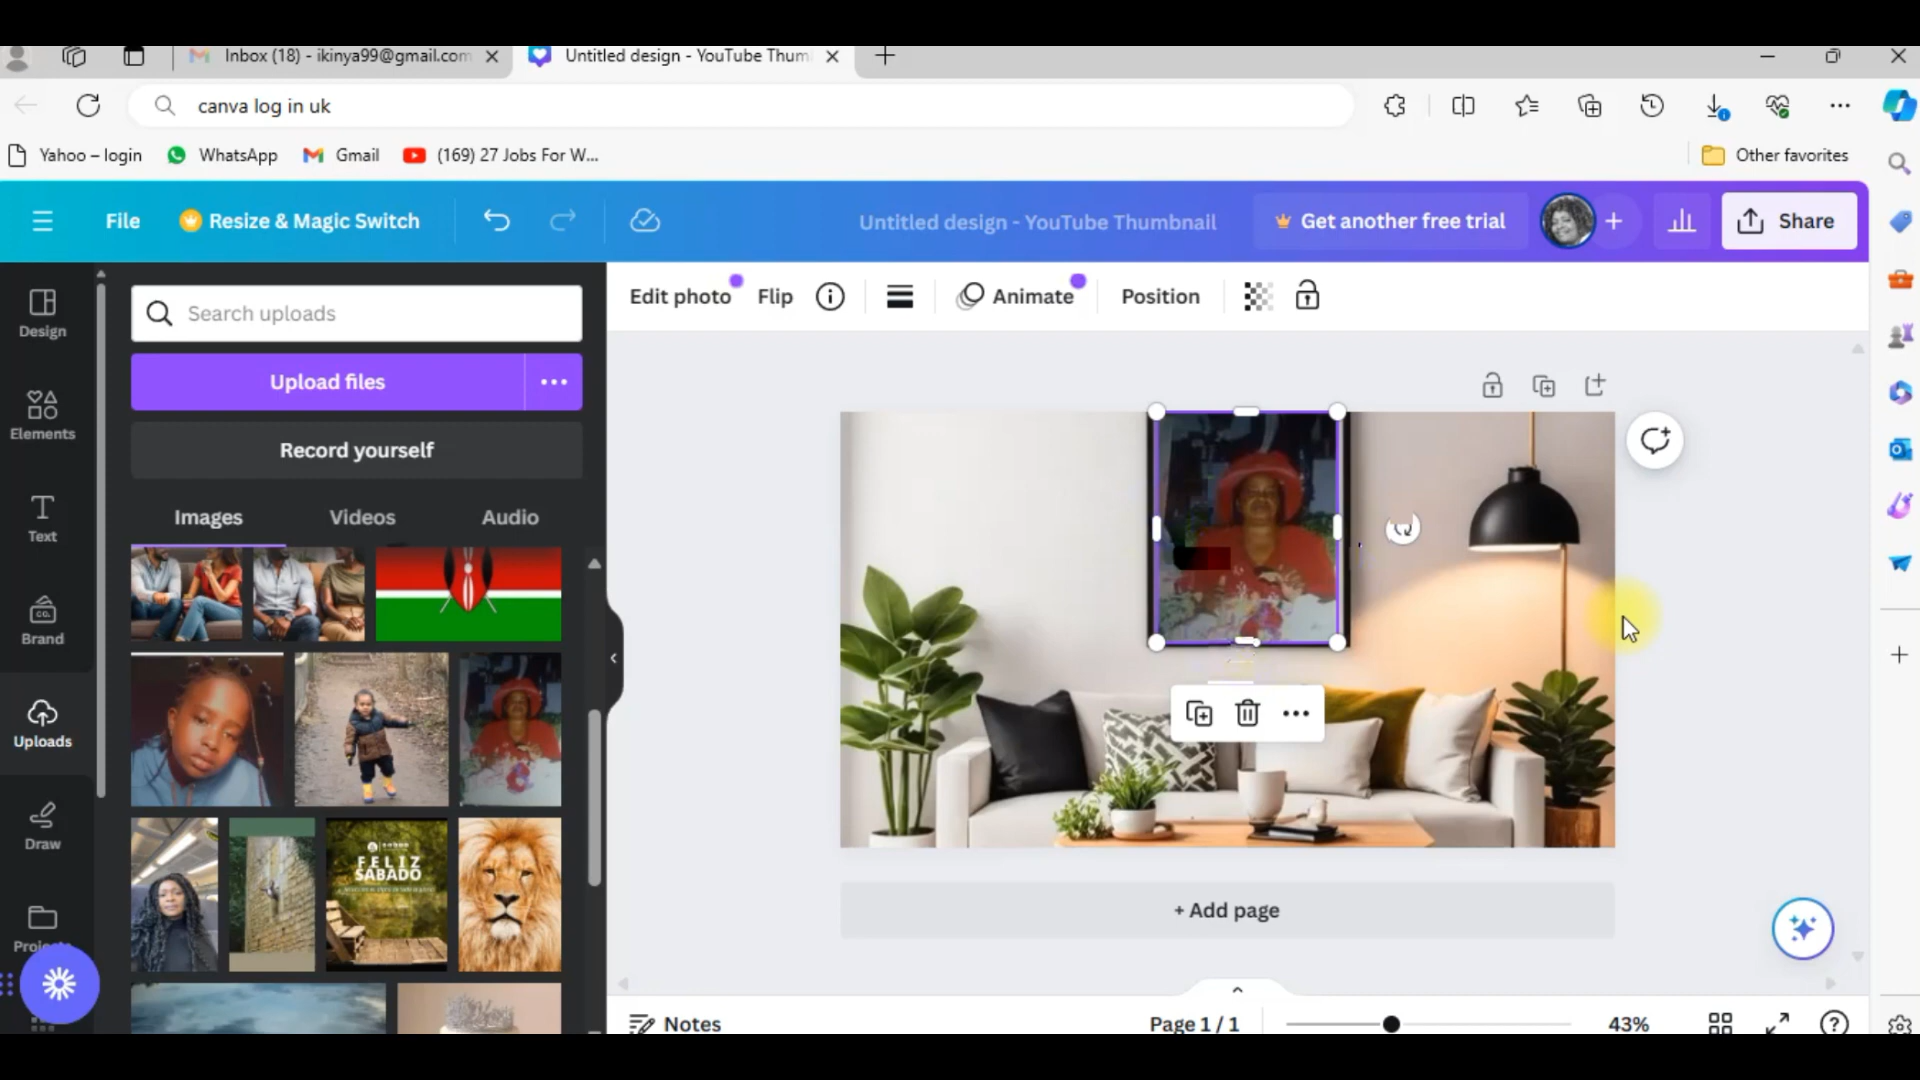 Inbox (18) - ikinya99@gmail.com
Untitled design - YouTube Thum
canva log in uk
Yahoo – login
WhatsApp
Gmail
(169) 27 Jobs For W...
Other favorites
File
Resize & Magic Switch
Untitled design - YouTube Thumbnail
Get another free trial
Share
Design
Elements
Text
Brand
Uploads
Draw
Search uploads
Upload files
Record yourself
Images
Videos
Audio
FELIZ
SABADO
Edit photo
Flip
Animate
Position
+ Add page
Notes
Page 1 / 1
43%